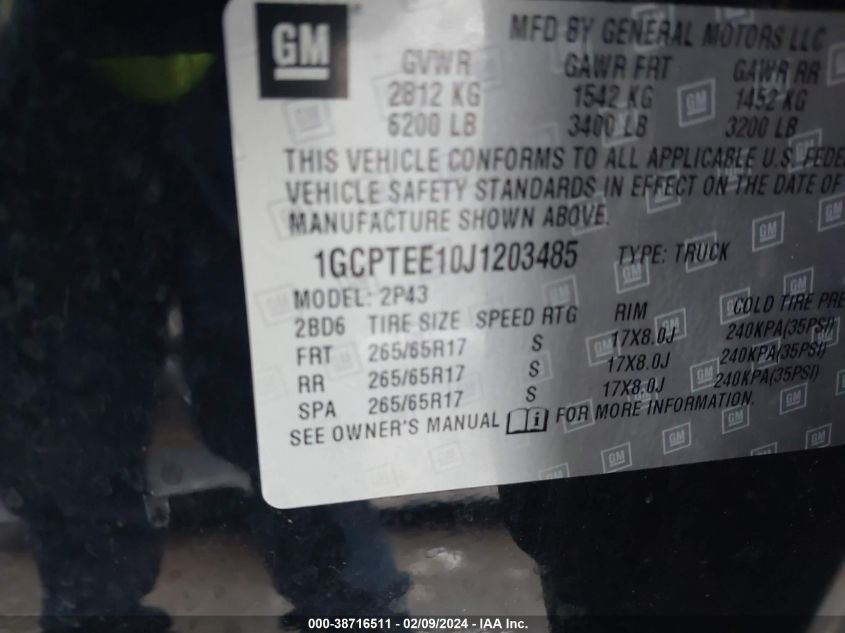 GM
MFD BY GENERAL MOTORS LLC
GVWR GAWR FRT GAWR RR
2812 KG 1542 KG 1452 KG
6200 LB 3400 LB 3200 LB
THIS VEHICLE CONFORMS TO ALL APPLICABLE U.S. FEDE
VEHICLE SAFETY STANDARDS IN EFFECT ON THE DATE OF
MANUFACTURE SHOWN ABOVE.
1GCPTEE10J1203485 TYPE: TRUCK
MODEL: 2P43
2BD6 TIRE SIZE SPEED RTG RIM COLD TIRE PRE
FRT 265/65R17 S 17X8.0J 240KPA(35PSI)
RR 265/65R17 S 17X8.0J 240KPA(35PSI)
SPA 265/65R17 S 17X8.0J 240KPA(35PSI)
SEE OWNER'S MANUAL i FOR MORE INFORMATION.
000-38716511 - 02/09/2024 - IAA Inc.